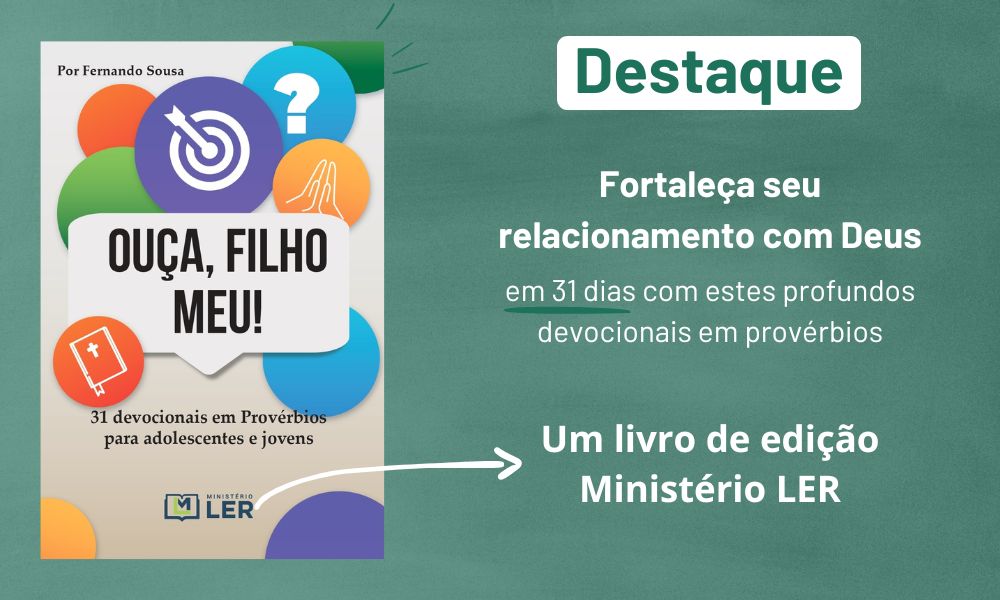 Por Fernando Sousa
?
OUÇA, FILHO
MEU!
31 devocionais em Provérbios
para adolescentes e jovens
MINISTÉRIO
LER
Destaque
Fortaleça seu
relacionamento com Deus
em 31 dias com estes profundos
devocionais em provérbios
Um livro de edição
Ministério LER